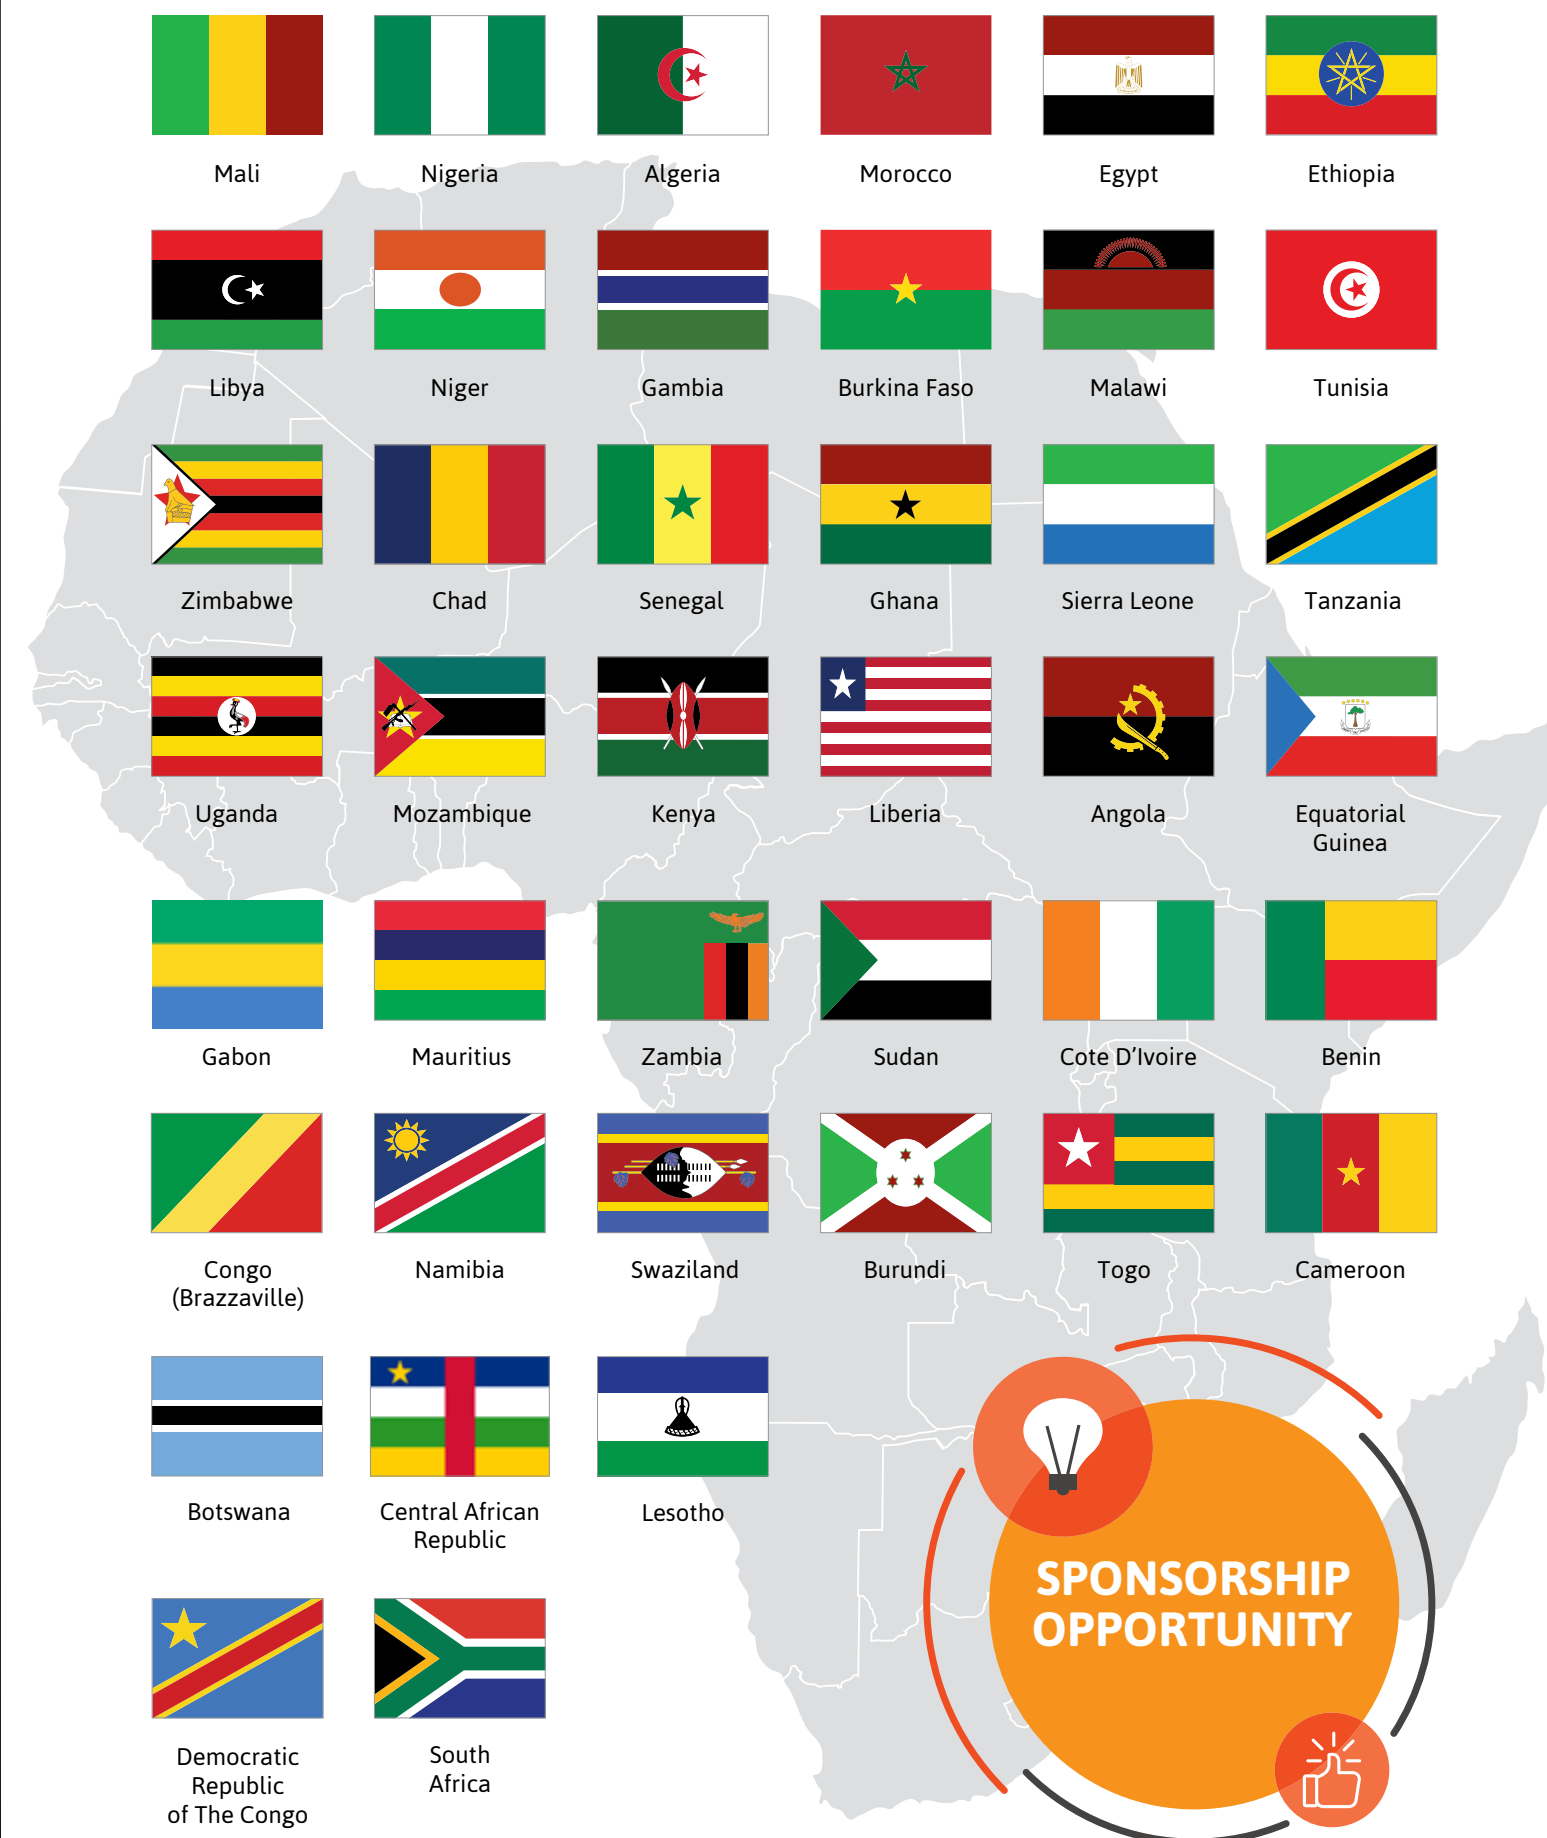 Mali
Nigeria
Algeria
Morocco
Egypt
Ethiopia
Libya
Niger
Gambia
Burkina Faso
Malawi
Tunisia
Zimbabwe
Chad
Senegal
Ghana
Sierra Leone
Tanzania
Uganda
Mozambique
Kenya
Liberia
Angola
Equatorial
Guinea
Gabon
Mauritius
Zambia
Sudan
Cote D’Ivoire
Benin
Congo
(Brazzaville)
Namibia
Swaziland
Burundi
Togo
Cameroon
Botswana
Central African
Republic
Lesotho
SPONSORSHIP
OPPORTUNITY
Democratic
Republic
of The Congo
South
Africa